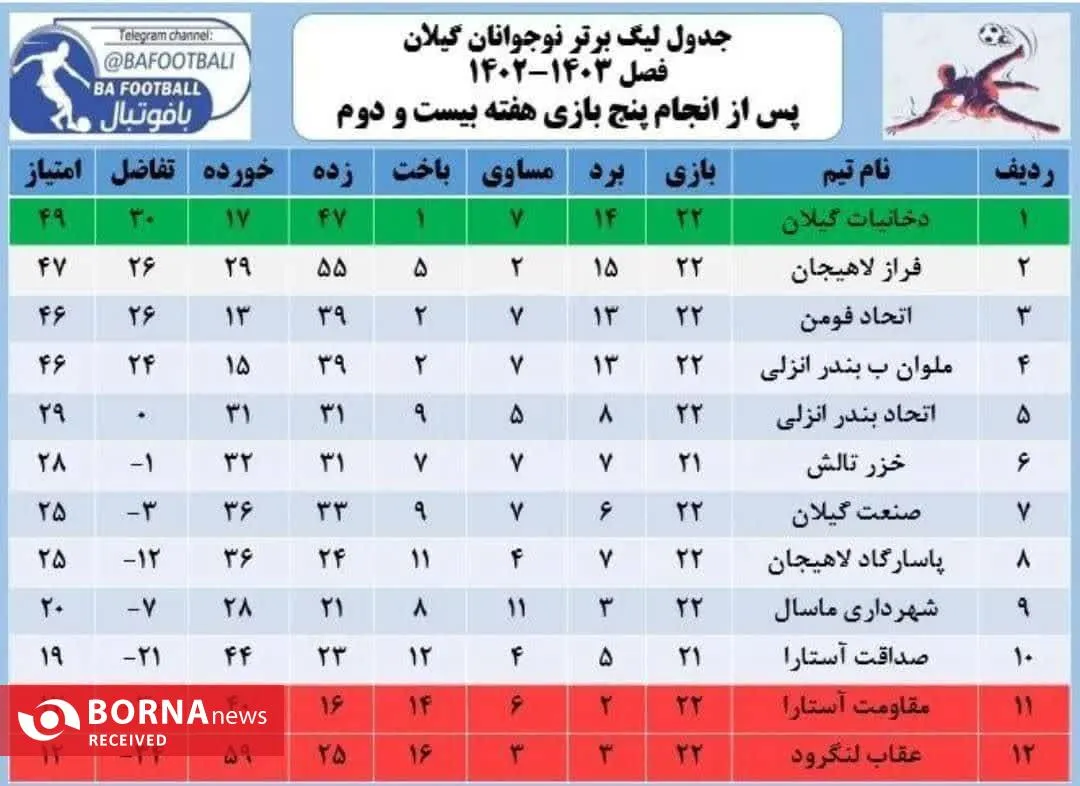 Telegram channel:
@BAFOOTBALI
BA FOOTBALL
بافوتبال
جدول لیگ برتر نوجوانان گیلان
فصل ۱۴۰۳-۱۴۰۲
پس از انجام پنج بازی هفته بیست و دوم
ردیف نام تیم بازی برد مساوی باخت زده خورده تفاضل امتیاز
۱ دخانیات گیلان ۲۲ ۱۴ ۷ ۱ ۴۷ ۱۷ ۳۰ ۴۹
۲ فراز لاهیجان ۲۲ ۱۵ ۲ ۵ ۵۵ ۲۹ ۲۶ ۴۷
۳ اتحاد فومن ۲۲ ۱۳ ۷ ۲ ۳۹ ۱۳ ۲۶ ۴۶
۴ ملوان ب بندر انزلی ۲۲ ۱۳ ۷ ۲ ۳۹ ۱۵ ۲۴ ۴۶
۵ اتحاد بندر انزلی ۲۲ ۸ ۵ ۹ ۳۱ ۳۱ ۰ ۲۹
۶ خزر تالش ۲۱ ۷ ۷ ۷ ۳۱ ۳۲ -۱ ۲۸
۷ صنعت گیلان ۲۲ ۶ ۷ ۹ ۳۳ ۳۶ -۳ ۲۵
۸ پاسارگاد لاهیجان ۲۲ ۷ ۴ ۱۱ ۲۴ ۳۶ -۱۲ ۲۵
۹ شهرداری ماسال ۲۲ ۳ ۱۱ ۸ ۲۱ ۲۸ -۷ ۲۰
۱۰ صداقت آستارا ۲۱ ۵ ۴ ۱۲ ۲۳ ۴۴ -۲۱ ۱۹
۱۱ مقاومت آستارا ۲۲ ۲ ۶ ۱۴ ۱۶
۱۲ عقاب لنگرود ۲۲ ۳ ۳ ۱۶ ۲۵ ۵۹ -۳۴ ۱۲
BORNA news
RECEIVED